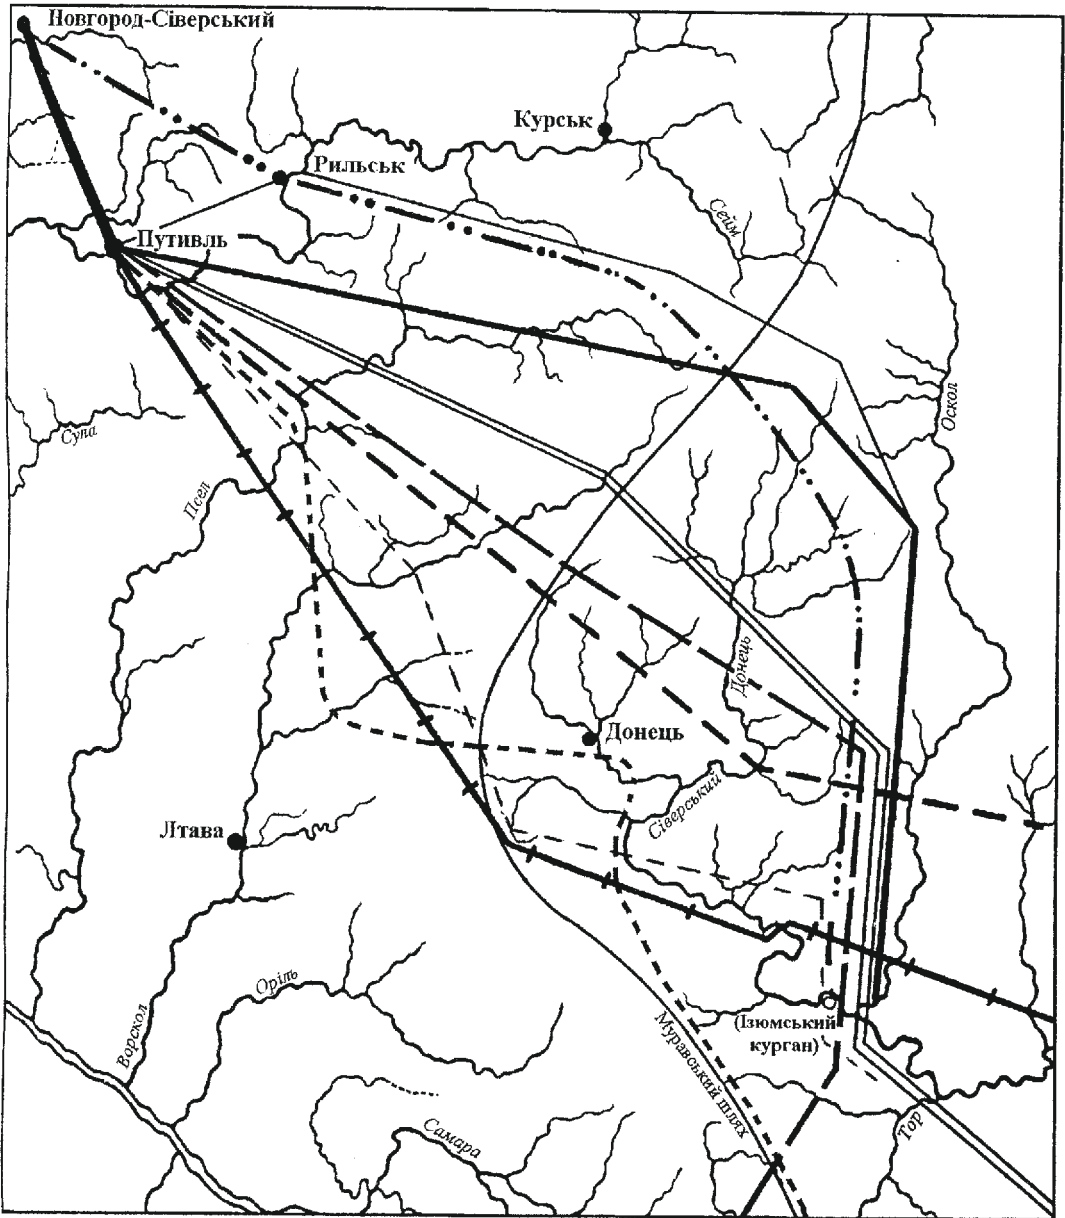 Новгород-Сіверський
Курськ
Рильськ
Сейм
Путивль
Оскол
Сула
Псел
Донець
Донець
Сіверський
Лтава
Оріль
Ворскол
(Ізюмський
курган)
Муравський шлях
Тор
Самара